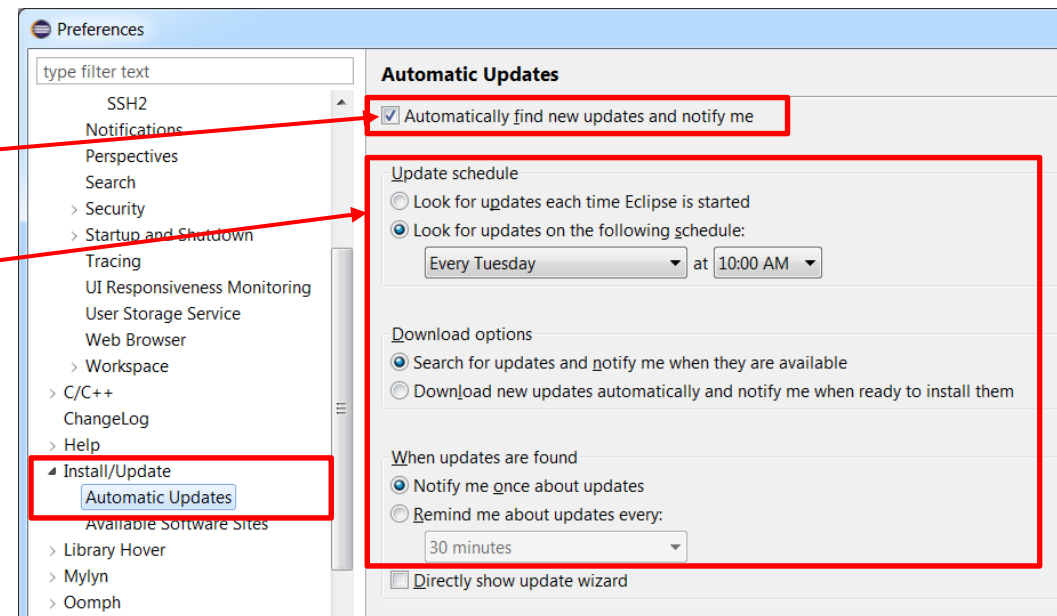 Preferences
type filter text
SSH2
Notifications
Perspectives
Search
Security
Startup and Shutdown
Tracing
UI Responsiveness Monitoring
User Storage Service
Web Browser
Workspace
C/C++
ChangeLog
Help
Install/Update
Automatic Updates
Available Software Sites
Library Hover
Mylyn
Oomph
Automatic Updates
Automatically find new updates and notify me
Update schedule
Look for updates each time Eclipse is started
Look for updates on the following schedule:
Every Tuesday at 10:00 AM
Download options
Search for updates and notify me when they are available
Download new updates automatically and notify me when ready to install them
When updates are found
Notify me once about updates
Remind me about updates every:
30 minutes
Directly show update wizard